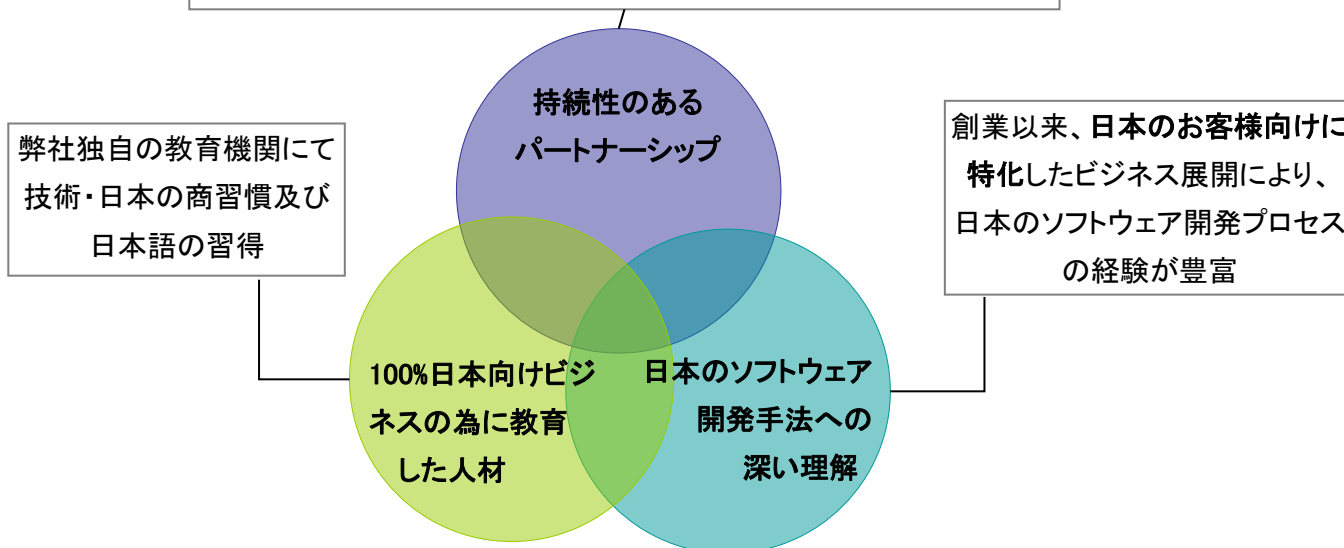 持続性のある
パートナーシップ
弊社独自の教育機関にて
技術・日本の商習慣及び
日本語の習得
創業以来、日本のお客様向けに
特化したビジネス展開により、
日本のソフトウェア開発プロセス
の経験が豊富
100%日本向けビジ
ネスの為に教育
した人材
日本のソフトウェア
開発手法への
深い理解